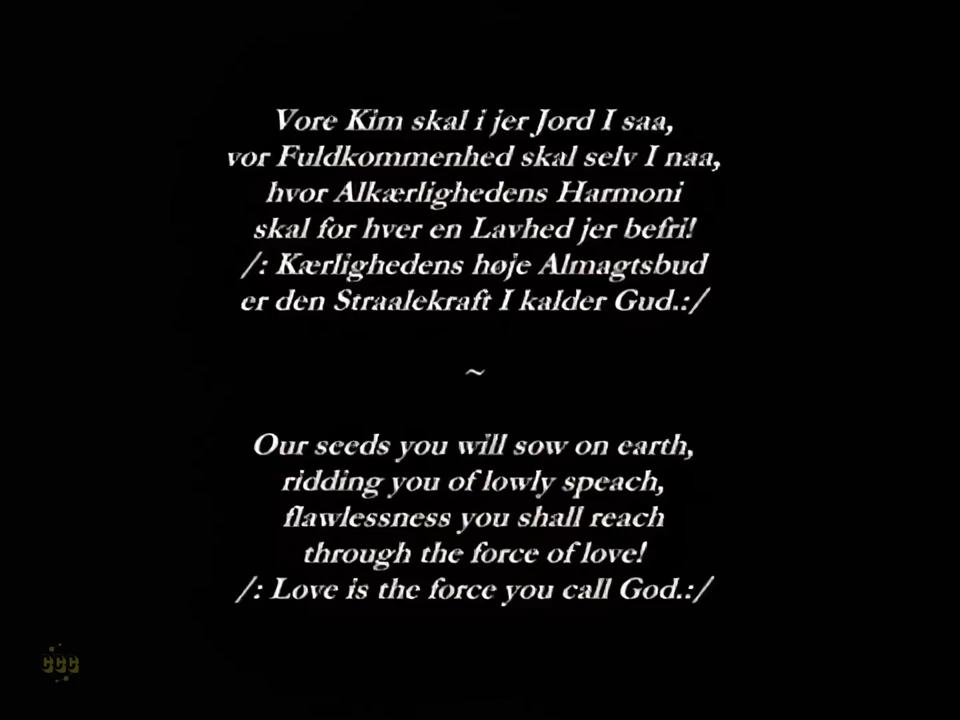 Vore Kim skal i jer Jord I saa,
vor Fuldkommenhed skal selv I naa,
hvor Alkærlighedens Harmoni
skal for hver en Lavhed jer befri!
/: Kærlighedens høje Almagtsbud
er den Straalekraft I kalder Gud.:/
~
Our seeds you will sow on earth,
ridding you of lowly speach,
flawlessness you shall reach
through the force of love!
/: Love is the force you call God.:/
CCC